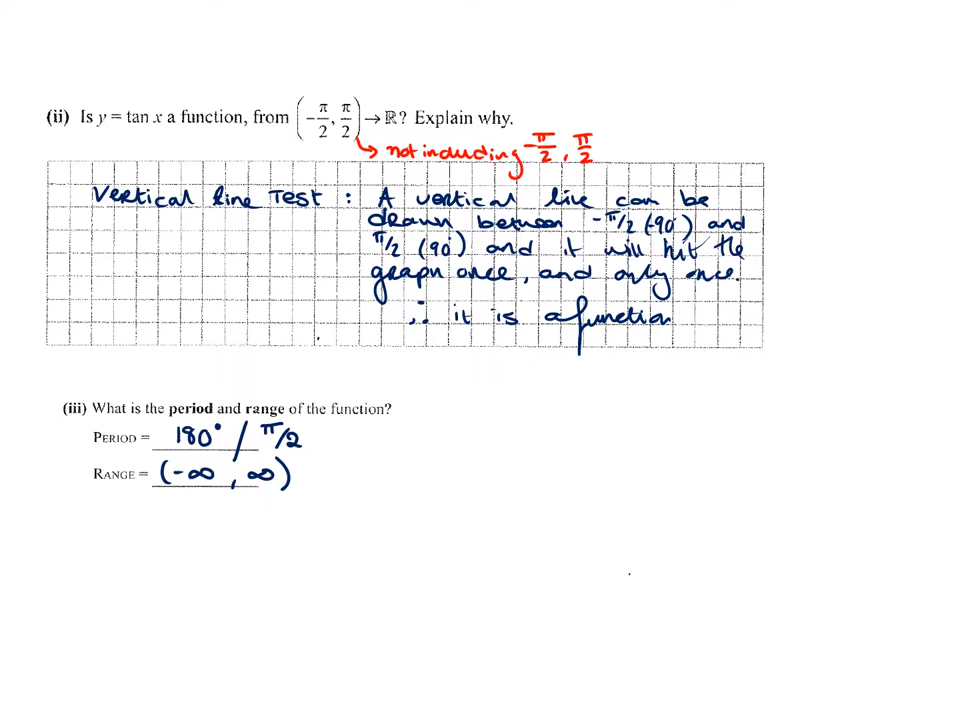 (ii) Is y = tan x a function, from (-π/2, π/2) → ℝ? Explain why.
↳ not including -π/2, π/2
Vertical line Test : A vertical line can be
drawn between -π/2 (-90°) and
π/2 (90°) and it will hit the
graph once, and only once.
∴ it is a function
(iii) What is the period and range of the function?
PERIOD = 180° / π/2
RANGE = (-∞, ∞)